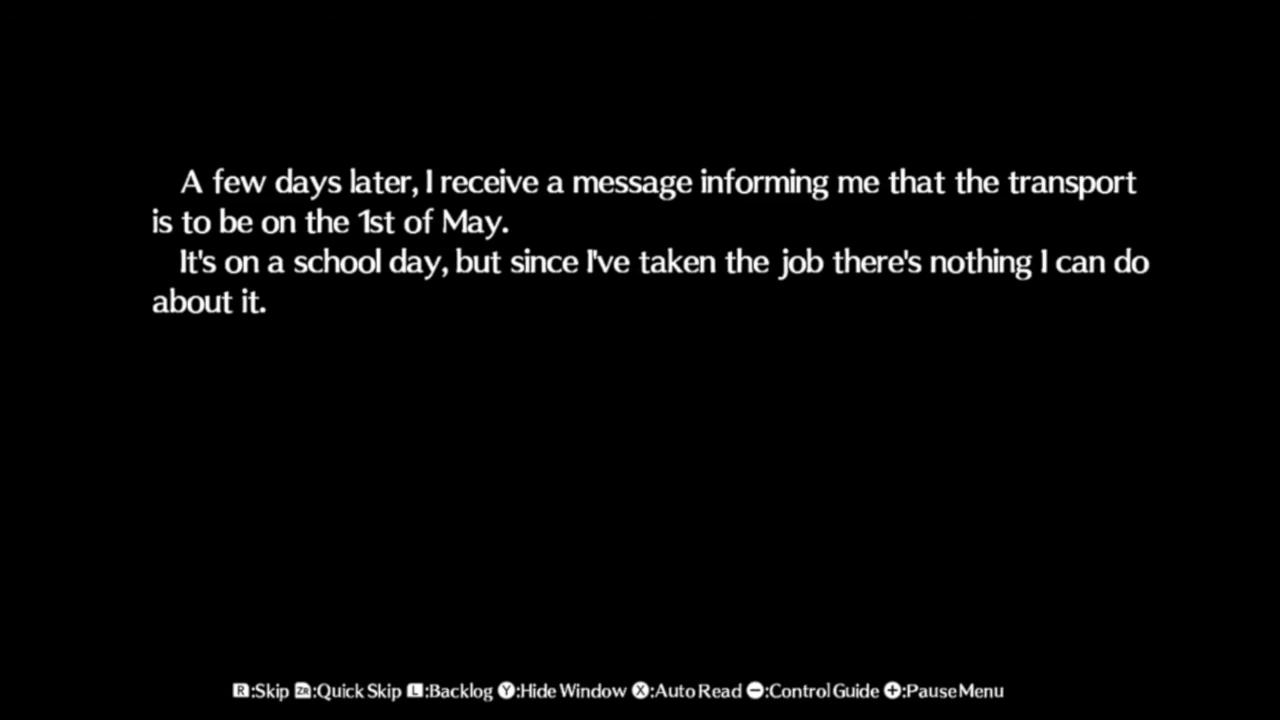 A few days later, I receive a message informing me that the transport
is to be on the 1st of May.
It's on a school day, but since I've taken the job there's nothing I can do
about it.
R:Skip ZR:Quick Skip L:Backlog Y:Hide Window X:Auto Read -:Control Guide +:Pause Menu